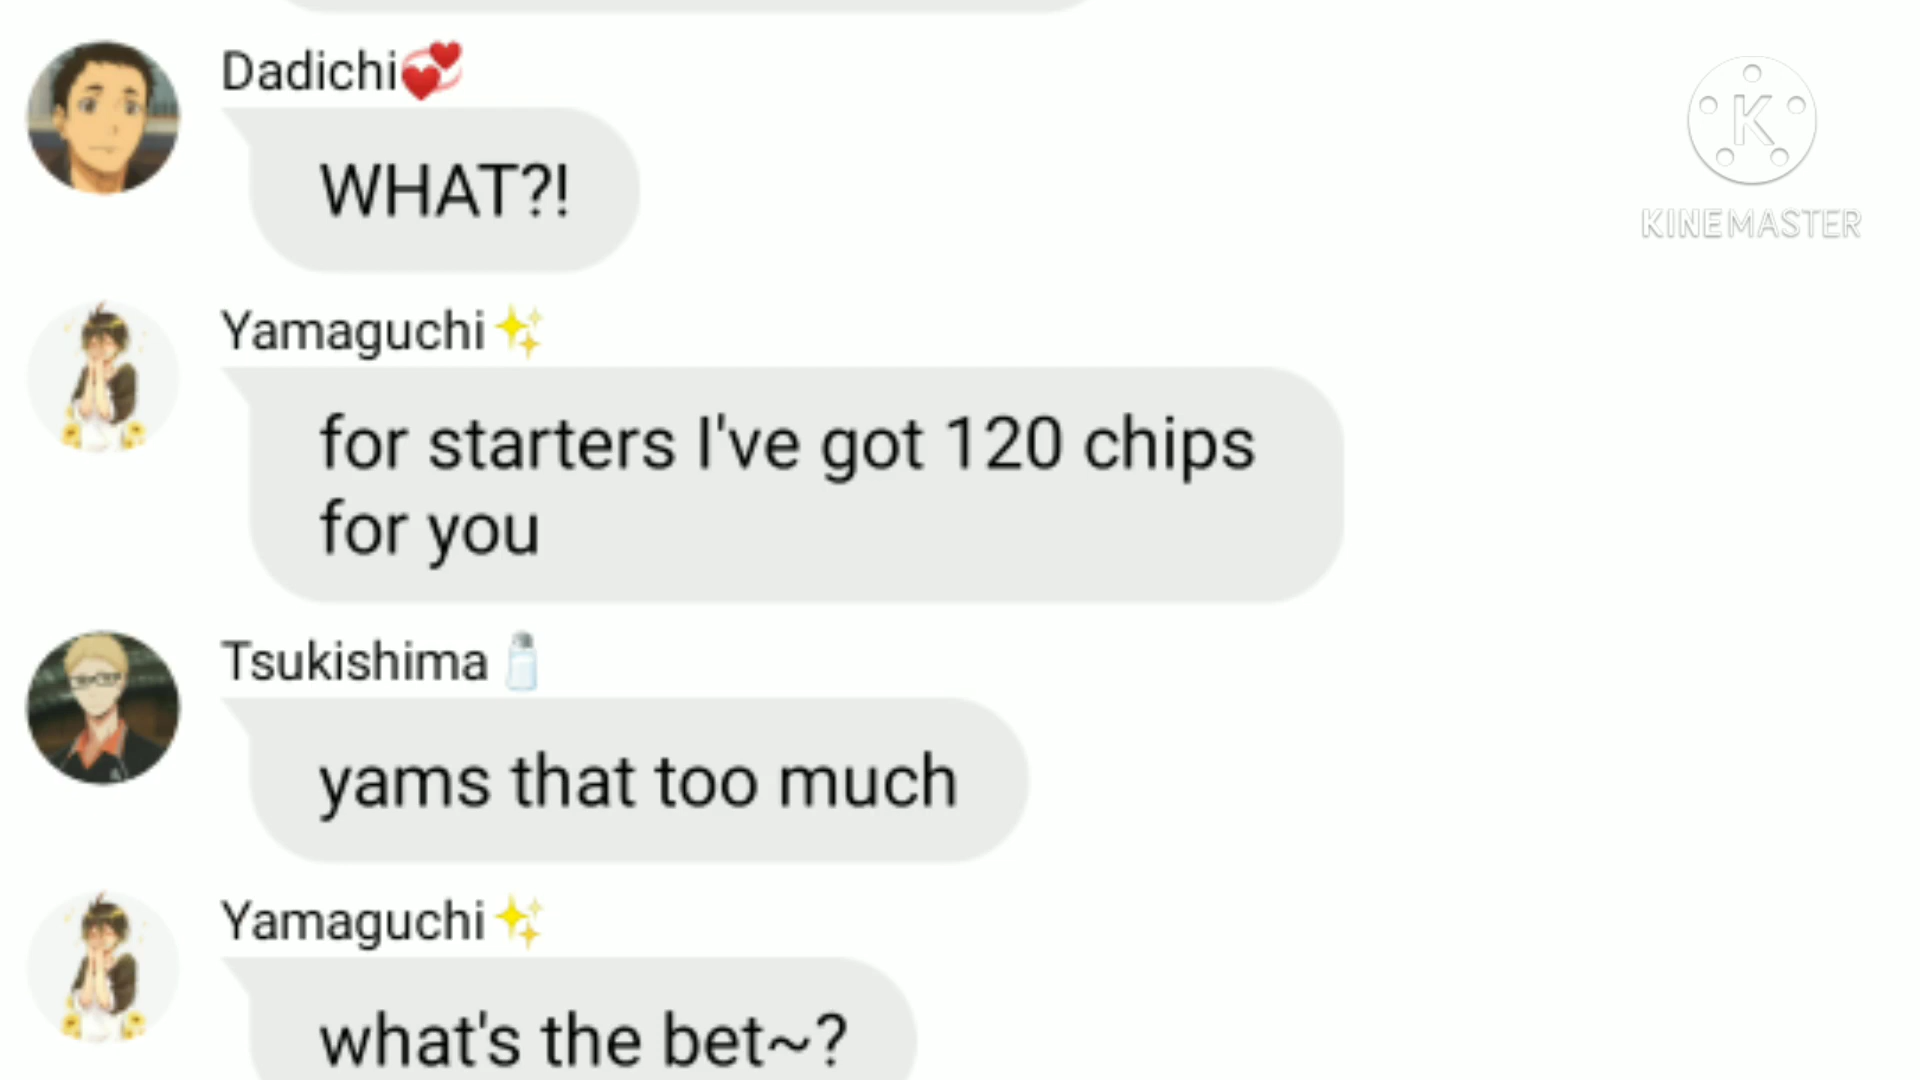 Dadichi💞
WHAT?!
K
KINEMASTER
Yamaguchi✨
for starters I've got 120 chips
for you
Tsukishima🧂
yams that too much
Yamaguchi✨
what's the bet~?